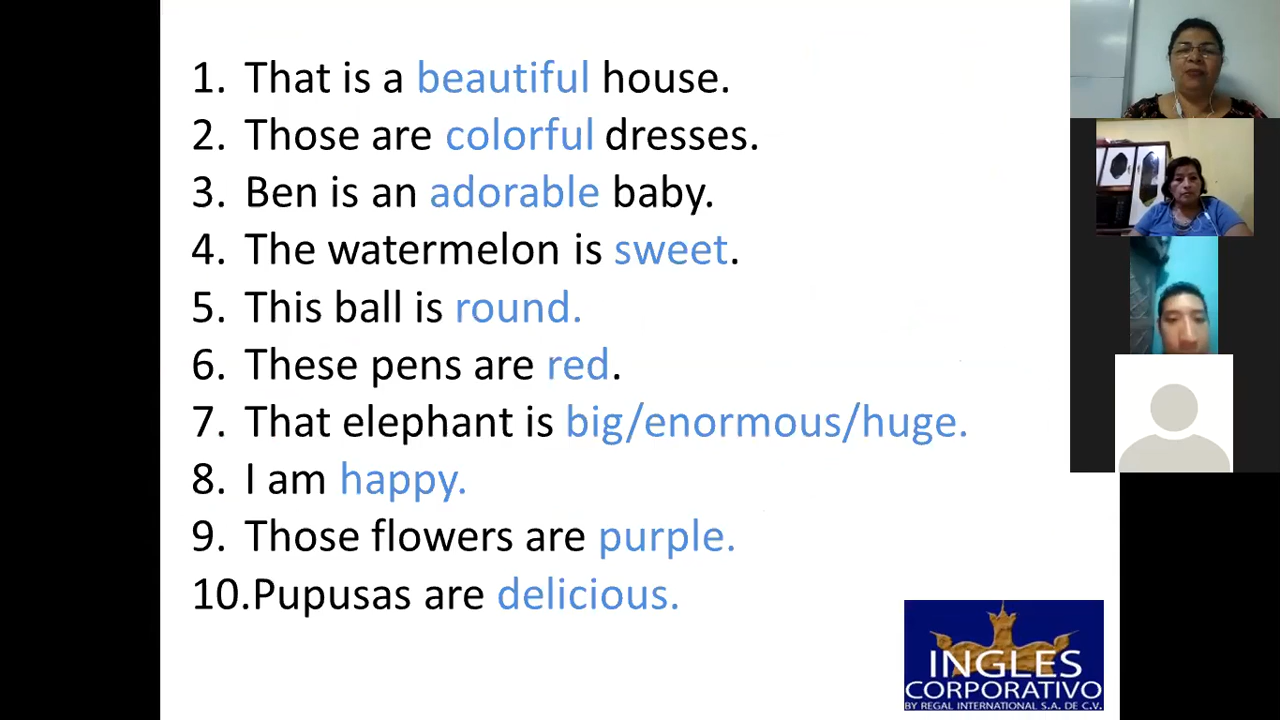 1. That is a beautiful house.
2. Those are colorful dresses.
3. Ben is an adorable baby.
4. The watermelon is sweet.
5. This ball is round.
6. These pens are red.
7. That elephant is big/enormous/huge.
8. I am happy.
9. Those flowers are purple.
10.Pupusas are delicious.
INGLES
CORPORATIVO
BY REGAL INTERNATIONAL S.A. DE C.V.